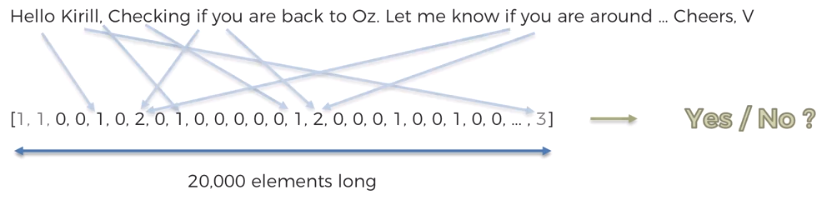 Hello Kirill, Checking if you are back to Oz. Let me know if you are around ... Cheers, V
[1, 1, 0, 0, 1, 0, 2, 0, 1, 0, 0, 0, 0, 0, 1, 2, 0, 0, 0, 1, 0, 0, 1, 0, 0, ... , 3]
Yes / No ?
20,000 elements long